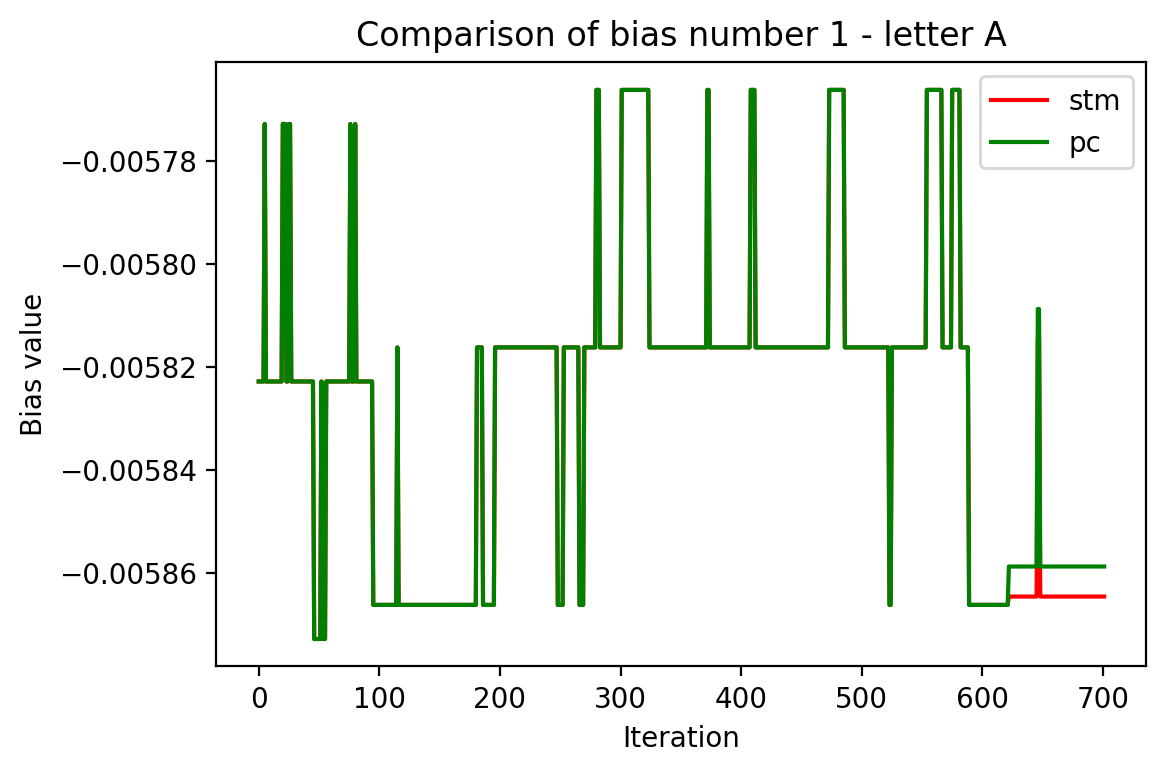 Comparison of bias number 1 - letter A
stm
pc
−0.00578
−0.00580
−0.00582
−0.00584
−0.00586
Bias value
0 100 200 300 400 500 600 700
Iteration